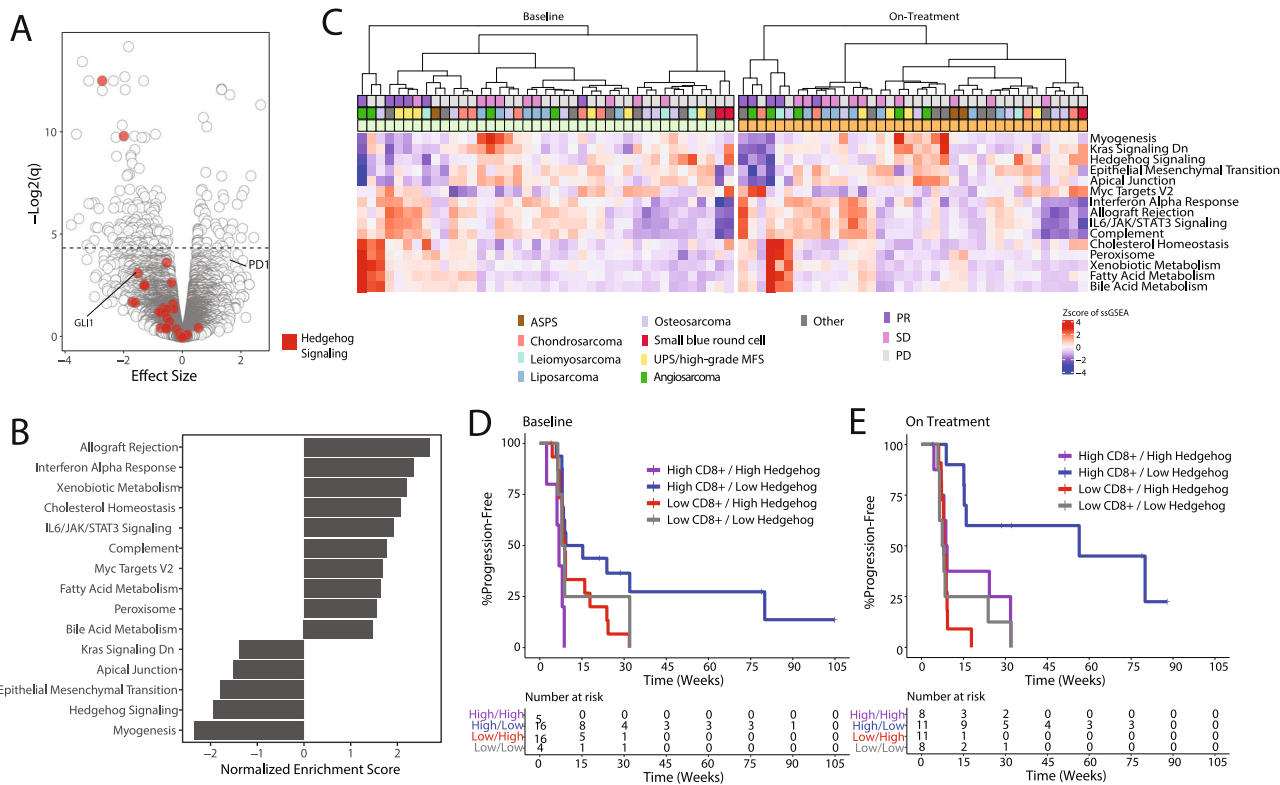 A
−Log2(q)
10
5
0
PD1
GLI1
−4
−2
0
2
Effect Size
Hedgehog
Signaling
C
Baseline
On-Treatment
Myogenesis
Kras Signaling Dn
Hedgehog Signaling
Epithelial Mesenchymal Transition
Apical Junction
Myc Targets V2
Interferon Alpha Response
Allograft Rejection
IL6/JAK/STAT3 Signaling
Complement
Cholesterol Homeostasis
Peroxisome
Xenobiotic Metabolism
Fatty Acid Metabolism
Bile Acid Metabolism
ASPS
Chondrosarcoma
Leiomyosarcoma
Liposarcoma
Osteosarcoma
Small blue round cell
UPS/high-grade MFS
Angiosarcoma
Other
PR
SD
PD
Zscore of ssGSEA
4
2
0
−2
−4
B
Allograft Rejection
Interferon Alpha Response
Xenobiotic Metabolism
Cholesterol Homeostasis
IL6/JAK/STAT3 Signaling
Complement
Myc Targets V2
Fatty Acid Metabolism
Peroxisome
Bile Acid Metabolism
Kras Signaling Dn
Apical Junction
Epithelial Mesenchymal Transition
Hedgehog Signaling
Myogenesis
−2 −1 0 1 2
Normalized Enrichment Score
D
Baseline
%Progression-Free
100
75
50
25
0
High CD8+ / High Hedgehog
High CD8+ / Low Hedgehog
Low CD8+ / High Hedgehog
Low CD8+ / Low Hedgehog
0 15 30 45 60 75 90 105
Time (Weeks)
Number at risk
High/High 5 0 0 0 0 0 0 0
High/Low 16 8 4 3 3 3 1 0
Low/High 16 5 1 0 0 0 0 0
Low/Low 4 1 1 0 0 0 0 0
0 15 30 45 60 75 90 105
Time (Weeks)
E
On Treatment
%Progression-Free
100
75
50
25
0
High CD8+ / High Hedgehog
High CD8+ / Low Hedgehog
Low CD8+ / High Hedgehog
Low CD8+ / Low Hedgehog
0 15 30 45 60 75 90 105
Time (Weeks)
Number at risk
High/High 8 3 2 0 0 0 0 0
High/Low 11 9 5 4 3 3 0 0
Low/High 11 1 0 0 0 0 0 0
Low/Low 8 2 1 0 0 0 0 0
0 15 30 45 60 75 90 105
Time (Weeks)